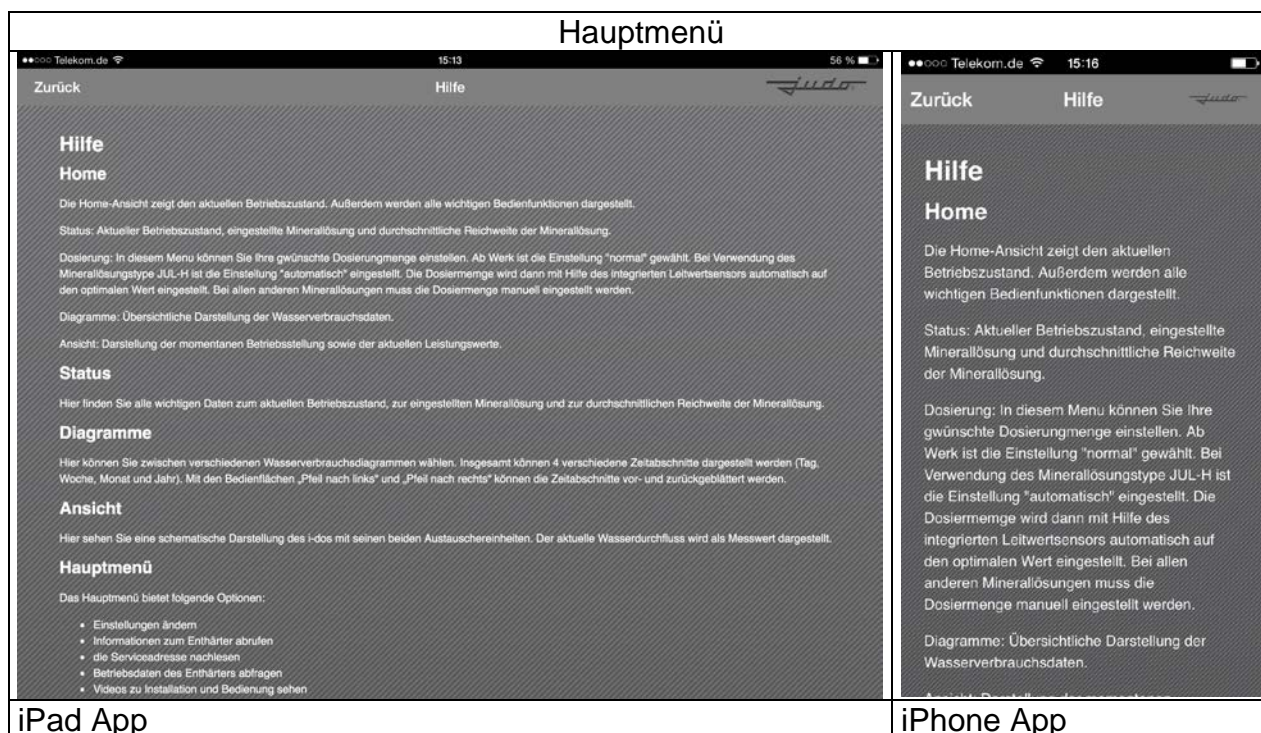 Hauptmenü
●●○○○ Telekom.de 15:13 56 %
Zurück Hilfe judo
Hilfe
Home
Die Home-Ansicht zeigt den aktuellen Betriebszustand. Außerdem werden alle wichtigen Bedienfunktionen dargestellt.
Status: Aktueller Betriebszustand, eingestellte Minerallösung und durchschnittliche Reichweite der Minerallösung.
Dosierung: In diesem Menu können Sie Ihre gwünschte Dosierungmenge einstellen. Ab Werk ist die Einstellung "normal" gewählt. Bei Verwendung des
Minerallösungstype JUL-H ist die Einstellung "automatisch" eingestellt. Die Dosiermemge wird dann mit Hilfe des integrierten Leitwertsensors automatisch auf
den optimalen Wert eingestellt. Bei allen anderen Minerallösungen muss die Dosiermenge manuell eingestellt werden.
Diagramme: Übersichtliche Darstellung der Wasserverbrauchsdaten.
Ansicht: Darstellung der momentanen Betriebsstellung sowie der aktuellen Leistungswerte.
Status
Hier finden Sie alle wichtigen Daten zum aktuellen Betriebszustand, zur eingestellten Minerallösung und zur durchschnittlichen Reichweite der Minerallösung.
Diagramme
Hier können Sie zwischen verschiedenen Wasserverbrauchsdiagrammen wählen. Insgesamt können 4 verschiedene Zeitabschnitte dargestellt werden (Tag,
Woche, Monat und Jahr). Mit den Bedienflächen „Pfeil nach links" und „Pfeil nach rechts" können die Zeitabschnitte vor- und zurückgeblättert werden.
Ansicht
Hier sehen Sie eine schematische Darstellung des i-dos mit seinen beiden Austauschereinheiten. Der aktuelle Wasserdurchfluss wird als Messwert dargestellt.
Hauptmenü
Das Hauptmenü bietet folgende Optionen:
• Einstellungen ändern
• Informationen zum Enthärter abrufen
• die Serviceadresse nachlesen
• Betriebsdaten des Enthärters abfragen
• Videos zu Installation und Bedienung sehen
iPad App
●●○○○ Telekom.de 15:16
Zurück Hilfe judo
Hilfe
Home
Die Home-Ansicht zeigt den aktuellen
Betriebszustand. Außerdem werden alle
wichtigen Bedienfunktionen dargestellt.
Status: Aktueller Betriebszustand, eingestellte
Minerallösung und durchschnittliche Reichweite
der Minerallösung.
Dosierung: In diesem Menu können Sie Ihre
gwünschte Dosierungmenge einstellen. Ab
Werk ist die Einstellung "normal" gewählt. Bei
Verwendung des Minerallösungstype JUL-H ist
die Einstellung "automatisch" eingestellt. Die
Dosiermemge wird dann mit Hilfe des
integrierten Leitwertsensors automatisch auf
den optimalen Wert eingestellt. Bei allen
anderen Minerallösungen muss die
Dosiermenge manuell eingestellt werden.
Diagramme: Übersichtliche Darstellung der
Wasserverbrauchsdaten.
iPhone App